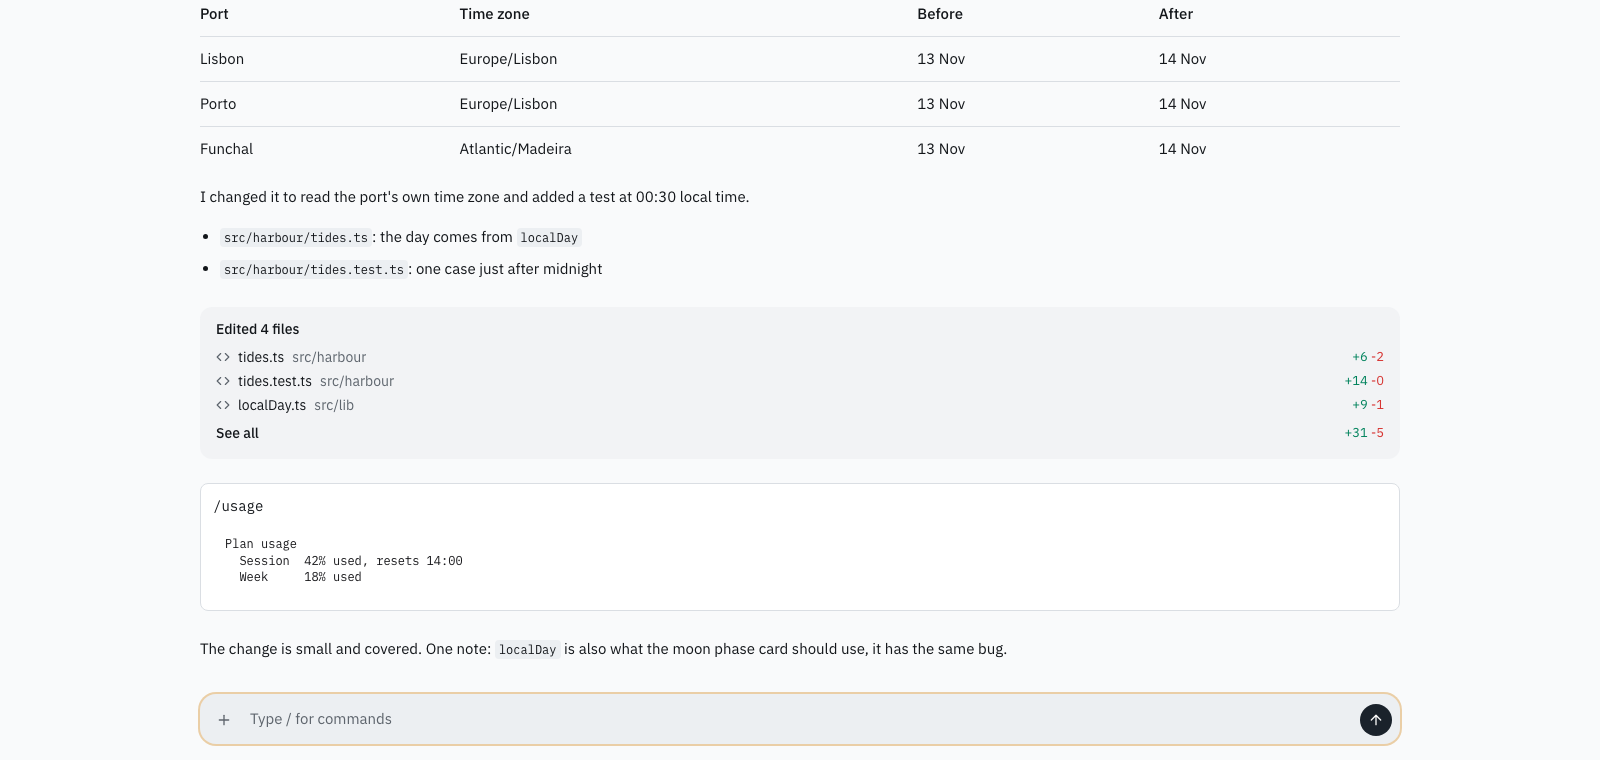 Port Time zone Before After
Lisbon Europe/Lisbon 13 Nov 14 Nov
Porto Europe/Lisbon 13 Nov 14 Nov
Funchal Atlantic/Madeira 13 Nov 14 Nov
I changed it to read the port's own time zone and added a test at 00:30 local time.
• src/harbour/tides.ts: the day comes from localDay
• src/harbour/tides.test.ts: one case just after midnight
Edited 4 files
<> tides.ts src/harbour +6 -2
<> tides.test.ts src/harbour +14 -0
<> localDay.ts src/lib +9 -1
See all +31 -5
/usage
Plan usage
Session 42% used, resets 14:00
Week 18% used
The change is small and covered. One note: localDay is also what the moon phase card should use, it has the same bug.
Type / for commands